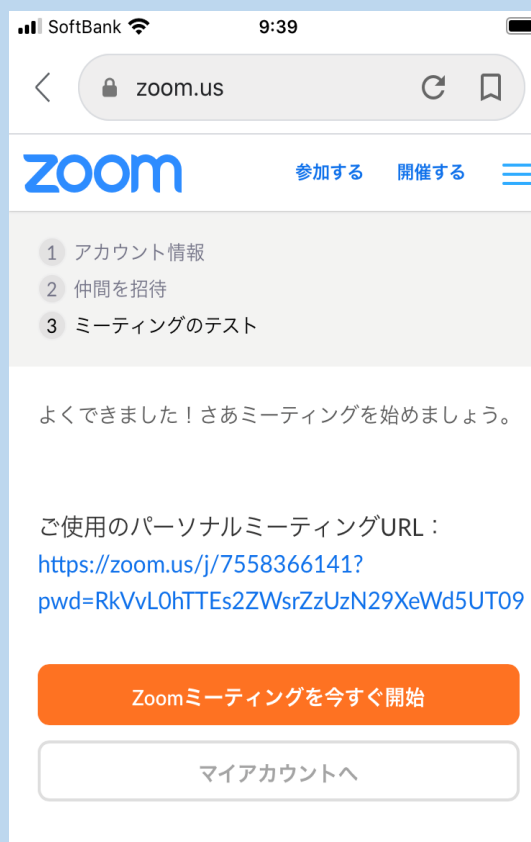 SoftBank 9:39
zoom.us
zoom 参加する 開催する
1 アカウント情報
2 仲間を招待
3 ミーティングのテスト
よくできました！さあミーティングを始めましょう。
ご使用のパーソナルミーティングURL：
https://zoom.us/j/7558366141?
pwd=RkVvL0hTTEs2ZWsrZzUzN29XeWd5UT09
Zoomミーティングを今すぐ開始
マイアカウントへ